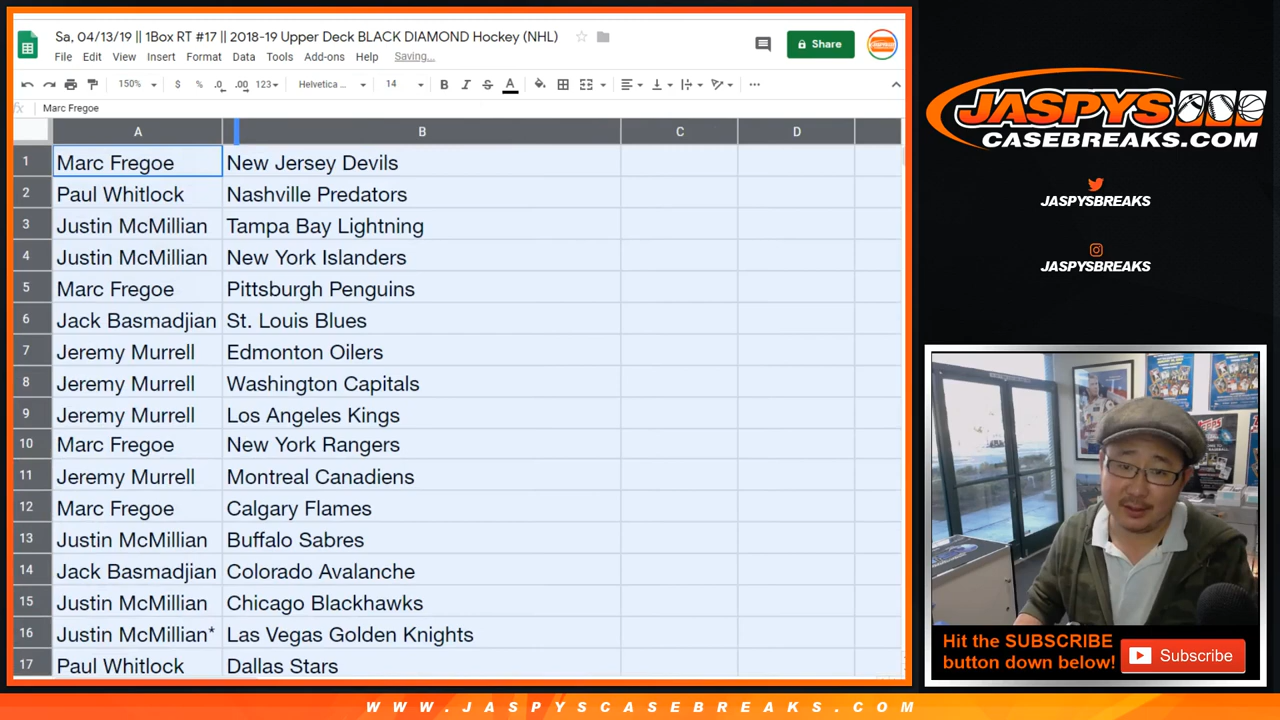 Sa, 04/13/19 || 1Box RT #17 || 2018-19 Upper Deck BLACK DIAMOND Hockey (NHL)
File Edit View Insert Format Data Tools Add-ons Help Saving...
Share
150% $ % .0 .00 123 Helvetica ... 14 B I S A
fx Marc Fregoe
A B C D
1 Marc Fregoe New Jersey Devils
2 Paul Whitlock Nashville Predators
3 Justin McMillian Tampa Bay Lightning
4 Justin McMillian New York Islanders
5 Marc Fregoe Pittsburgh Penguins
6 Jack Basmadjian St. Louis Blues
7 Jeremy Murrell Edmonton Oilers
8 Jeremy Murrell Washington Capitals
9 Jeremy Murrell Los Angeles Kings
10 Marc Fregoe New York Rangers
11 Jeremy Murrell Montreal Canadiens
12 Marc Fregoe Calgary Flames
13 Justin McMillian Buffalo Sabres
14 Jack Basmadjian Colorado Avalanche
15 Justin McMillian Chicago Blackhawks
16 Justin McMillian* Las Vegas Golden Knights
17 Paul Whitlock Dallas Stars
JASPYS
CASEBREAKS.COM
JASPYSBREAKS
JASPYSBREAKS
Topps
Hit the SUBSCRIBE
button down below!
Subscribe
WWW.JASPYSCASEBREAKS.COM